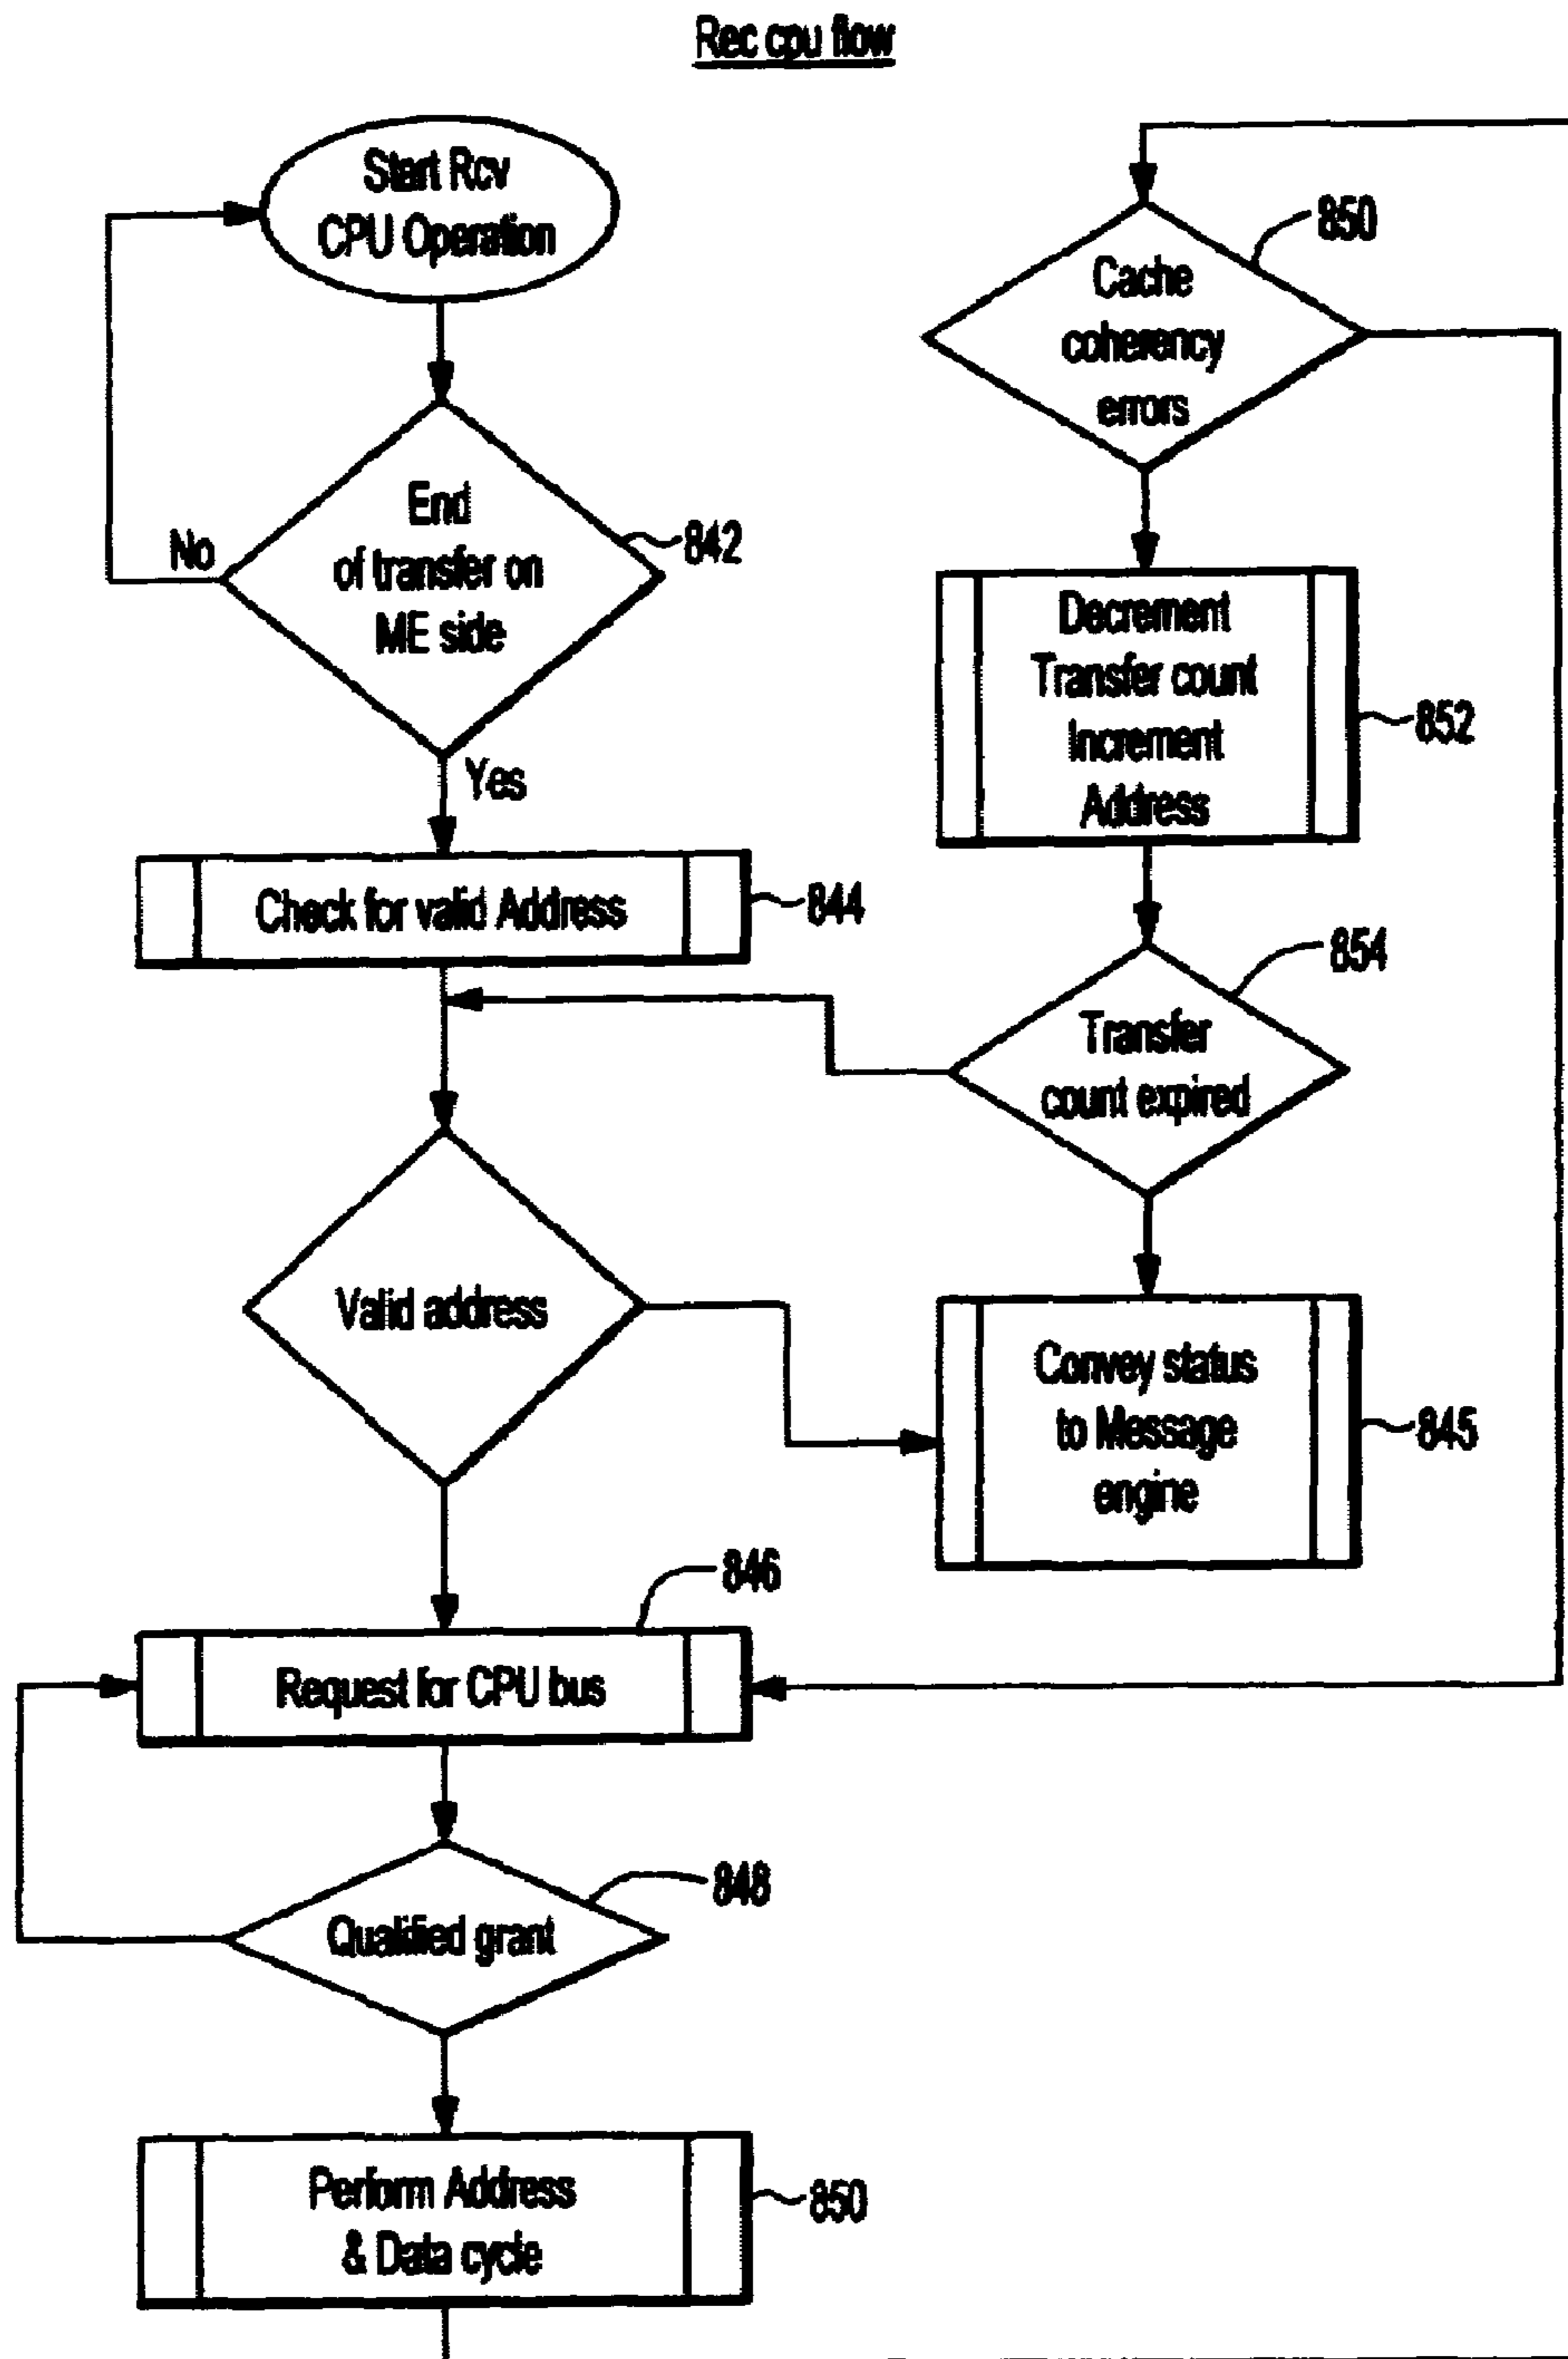 Rec cpu flow
Start Rcv
CPU Operation
End
of transfer on
ME side
842
No
Yes
Check for valid Address
844
Valid address
Request for CPU bus
846
Qualified grant
848
Perform Address
& Data cycle
850
Cache
coherency
errors
850
Decrement
Transfer count
Increment
Address
852
Transfer
count expired
854
Convey status
to Message
engine
845